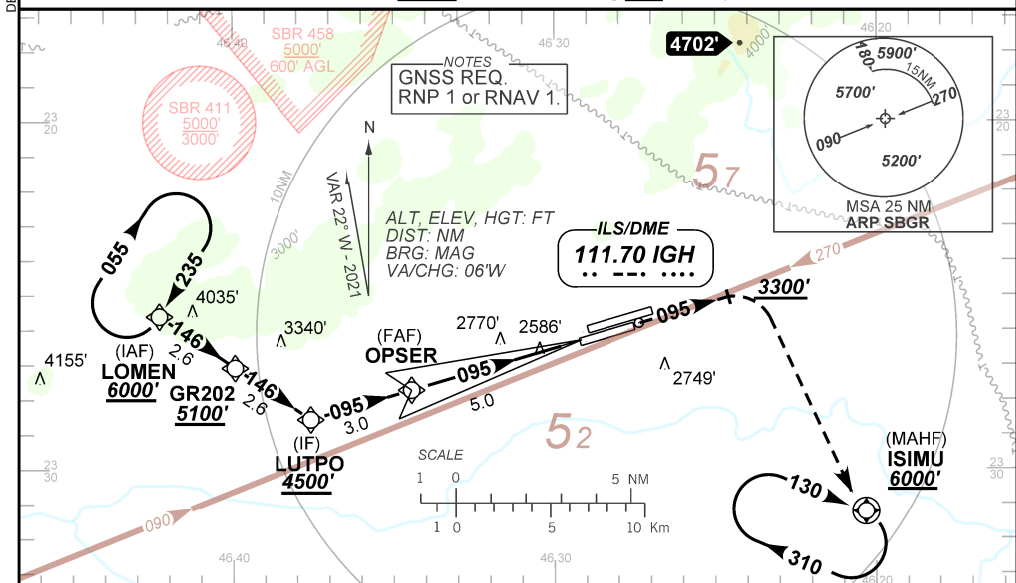 DE
46.40
46.30
46.20
SBR 458
5000'
600' AGL
NOTES
GNSS REQ.
RNP 1 or RNAV 1.
4702'
4000'
180
5900'
15NM
5700'
270
090
5200'
MSA 25 NM
ARP SBGR
SBR 411
5000'
3000'
23
20
23
20
N
VAR 22° W - 2021
10NM
3000'
57
ALT, ELEV, HGT: FT
DIST: NM
BRG: MAG
VA/CHG: 06'W
ILS/DME
111.70 IGH
270
055
235
4035'
3340'
4155'
(IAF)
LOMEN
6000'
146
2.6
GR202
5100'
146
2.6
(IF)
LUTPO
4500'
095
3.0
(FAF)
OPSER
2770'
2586'
095
5.0
095
3300'
2749'
52
SCALE
1 0 5 NM
1 0 5 10 Km
(MAHF)
ISIMU
6000'
130
310
23
30
23
30
090
46.40
46.30
46.20